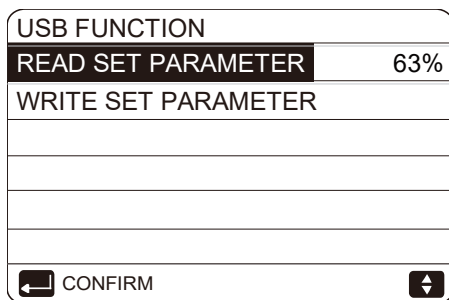 USB FUNCTION
READ SET PARAMETER 63%
WRITE SET PARAMETER
CONFIRM